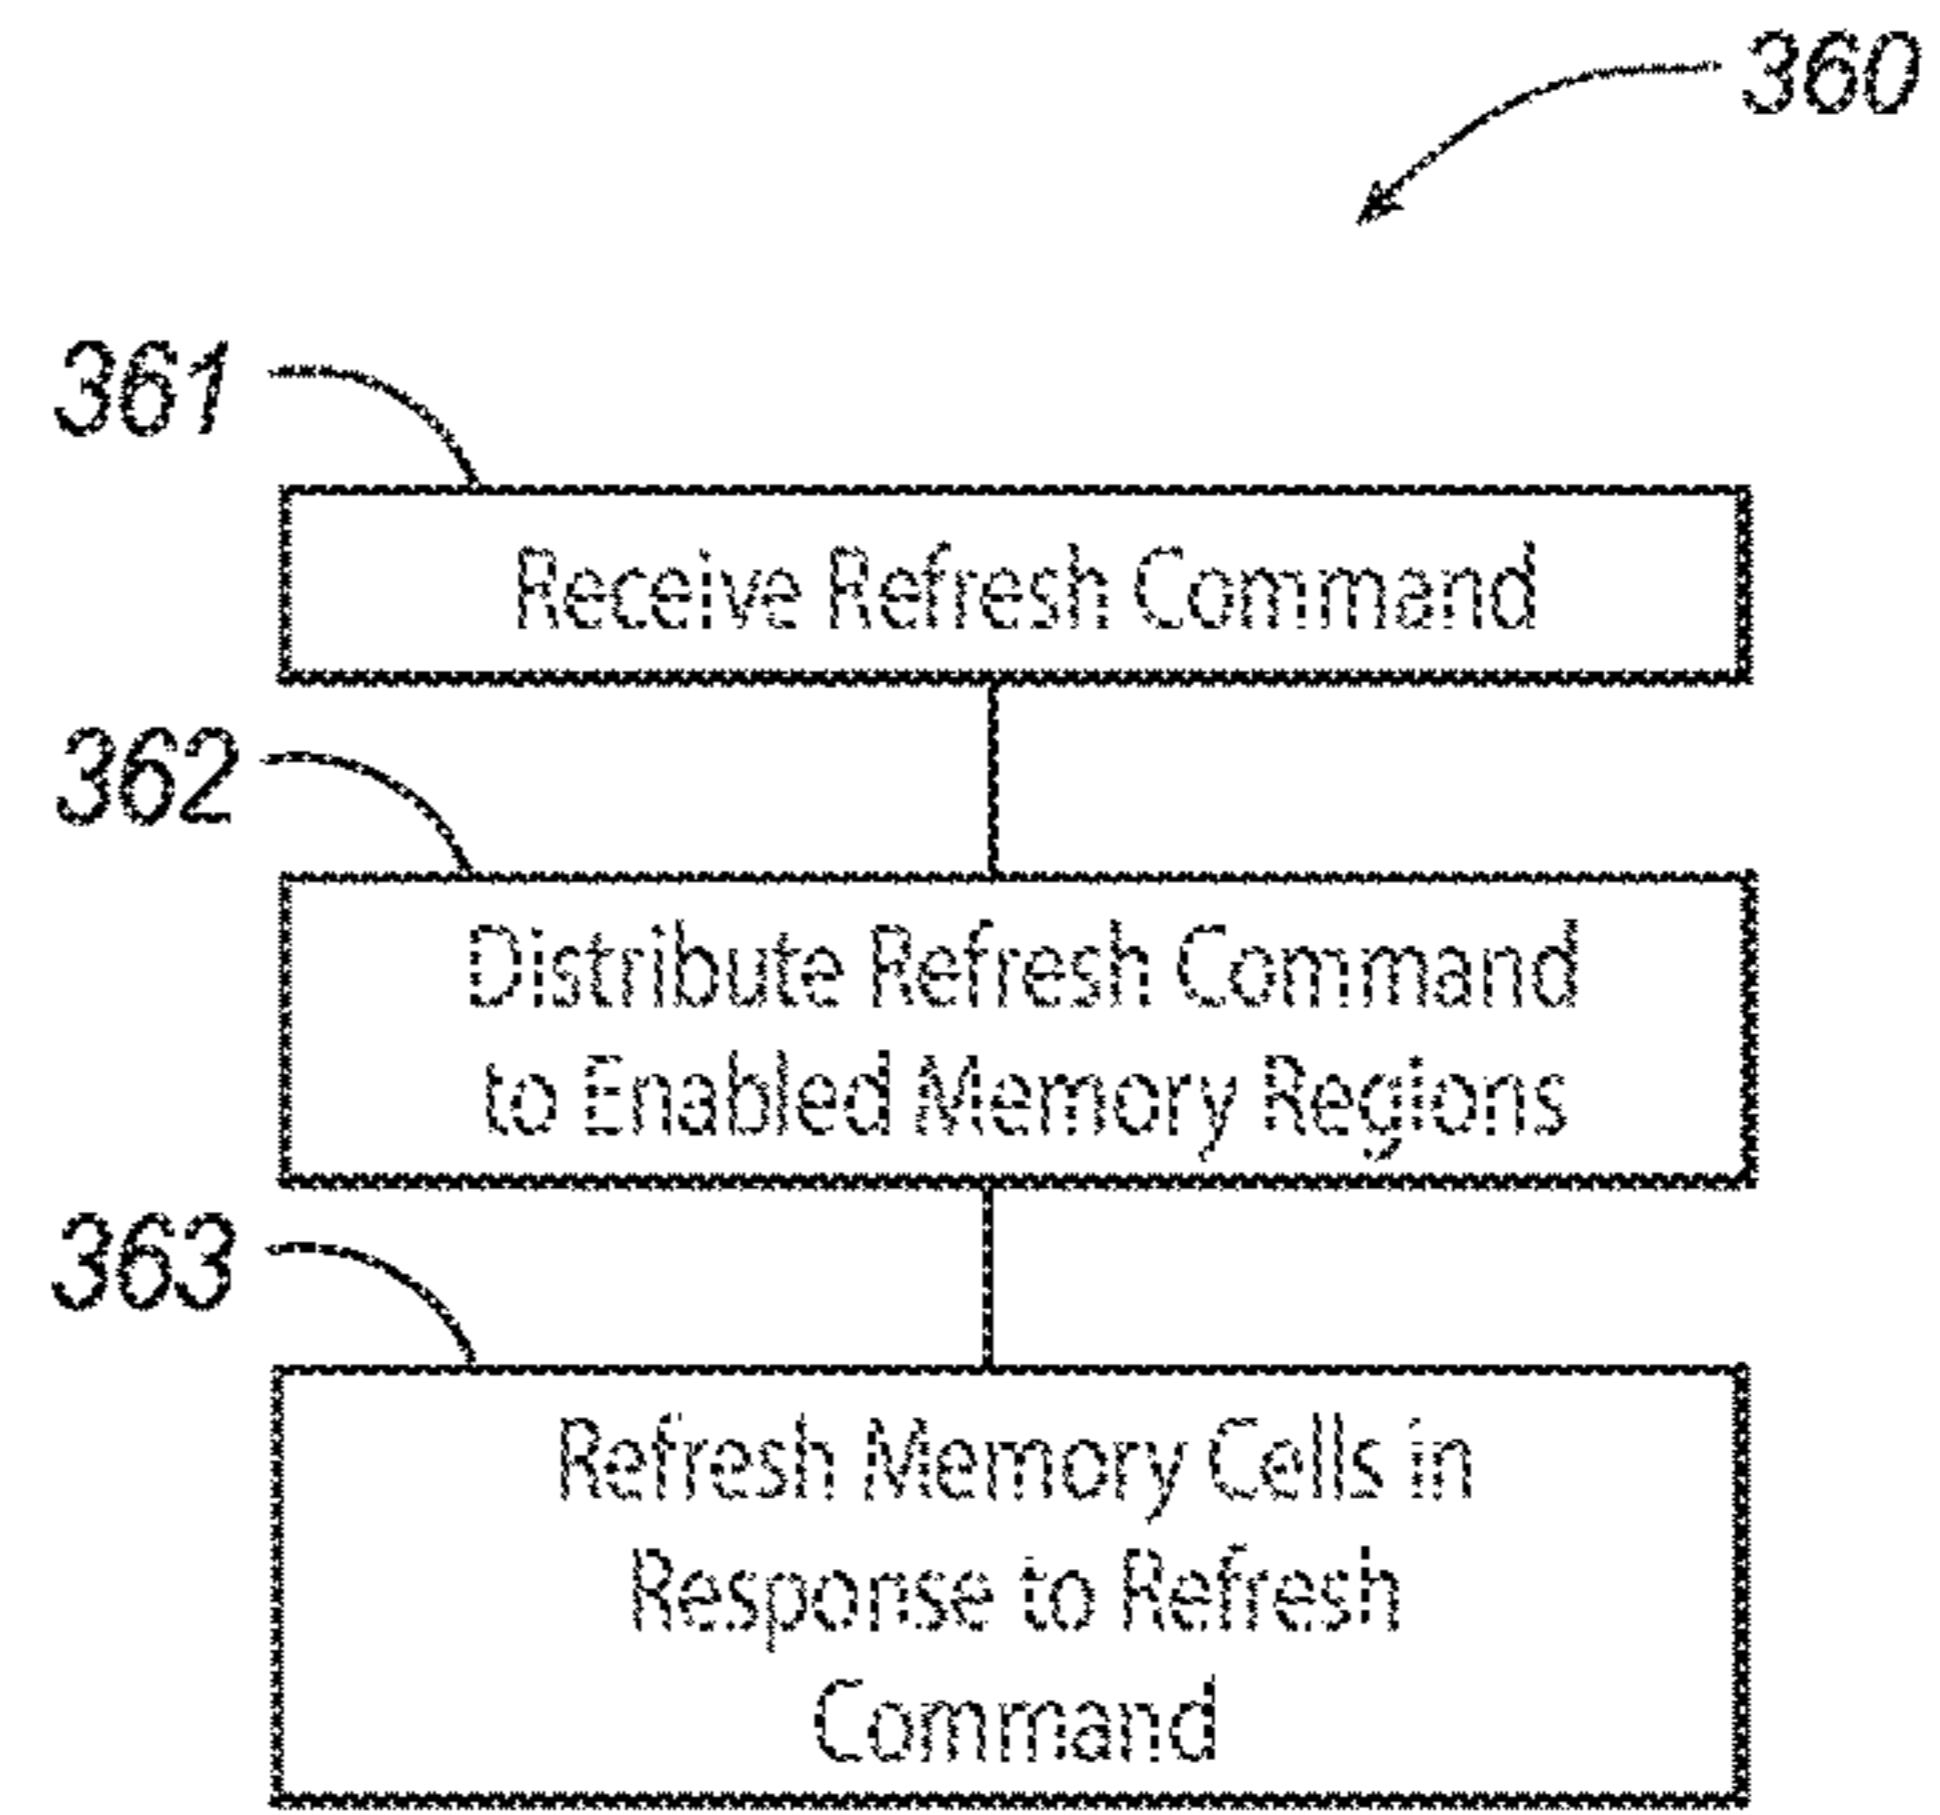 360
361
Receive Refresh Command
362
Distribute Refresh Command
to Enabled Memory Regions
363
Refresh Memory Cells in
Response to Refresh
Command